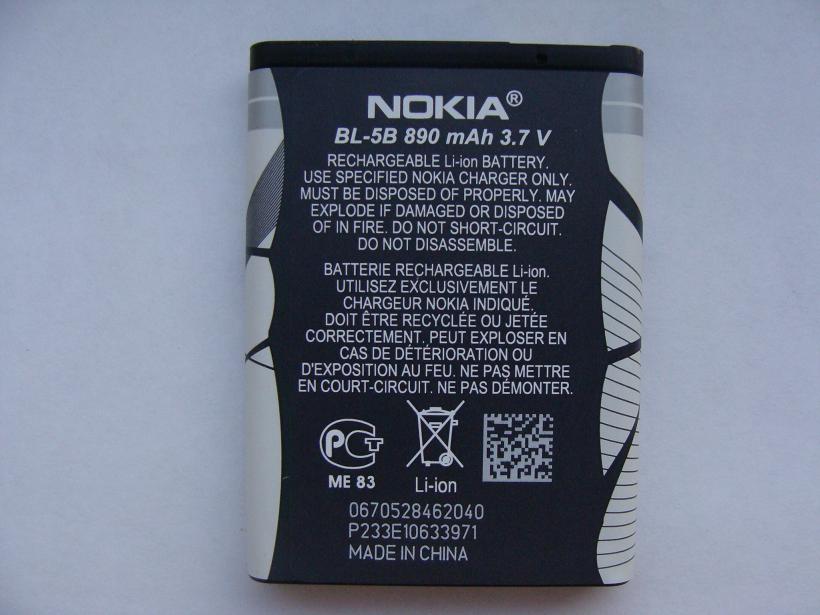 NOKIA®
BL-5B 890 mAh 3.7 V
RECHARGEABLE Li-ion BATTERY.
USE SPECIFIED NOKIA CHARGER ONLY.
MUST BE DISPOSED OF PROPERLY. MAY
EXPLODE IF DAMAGED OR DISPOSED
OF IN FIRE. DO NOT SHORT-CIRCUIT.
DO NOT DISASSEMBLE.
BATTERIE RECHARGEABLE Li-ion.
UTILISEZ EXCLUSIVEMENT LE
CHARGEUR NOKIA INDIQUÉ.
DOIT ÊTRE RECYCLÉE OU JETÉE
CORRECTEMENT. PEUT EXPLOSER EN
CAS DE DÉTÉRIORATION OU
D'EXPOSITION AU FEU. NE PAS METTRE
EN COURT-CIRCUIT. NE PAS DÉMONTER.
PCT
ME 83
Li-ion
0670528462040
P233E10633971
MADE IN CHINA